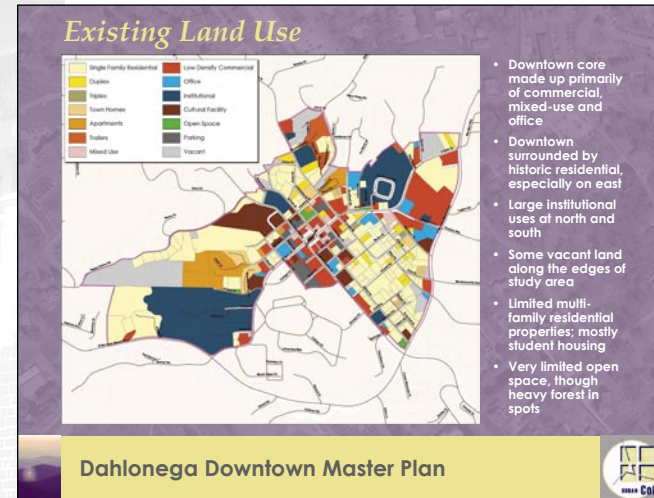 Existing Land Use
Single Family Residential
Duplex
Triplex
Town Homes
Apartments
Trailers
Mixed Use
Low Density Commercial
Office
Institutional
Cultural Facility
Open Space
Parking
Vacant
• Downtown core
made up primarily
of commercial,
mixed-use and
office
• Downtown
surrounded by
historic residential,
especially on east
• Large institutional
uses at north and
south
• Some vacant land
along the edges of
study area
• Limited multi-
family residential
properties; mostly
student housing
• Very limited open
space, though
heavy forest in
spots
Dahlonega Downtown Master Plan
URBAN Col